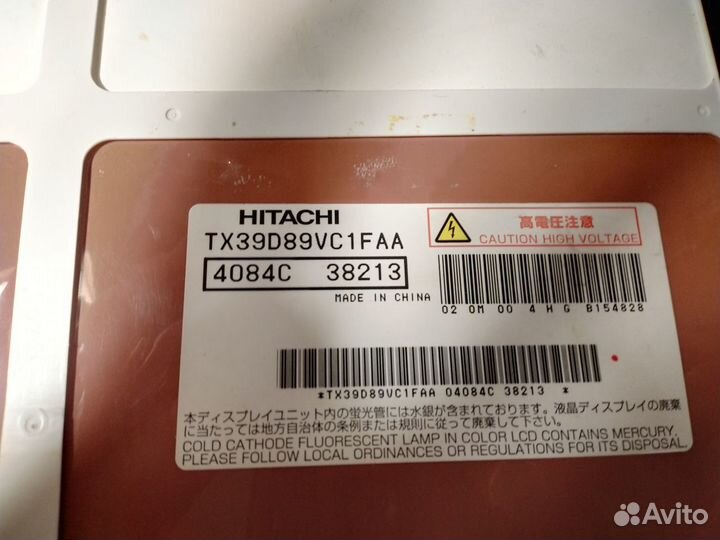 HITACHI
TX39D89VC1FAA
4084C 38213
MADE IN CHINA
高電圧注意
CAUTION HIGH VOLTAGE
02 0M 00 4 H G B154828
*TX39D89VC1FAA 04084C 38213 *
本ディスプレイユニット内の蛍光管には水銀が含まれております。液晶ディスプレイの廃棄
に当たっては地方自治体の条例または規則に従って廃棄して下さい。
COLD CATHODE FLUORESCENT LAMP IN COLOR LCD CONTAINS MERCURY.
PLEASE FOLLOW LOCAL ORDINANCES OR REGULATIONS FOR ITS DISPOSAL.
Avito